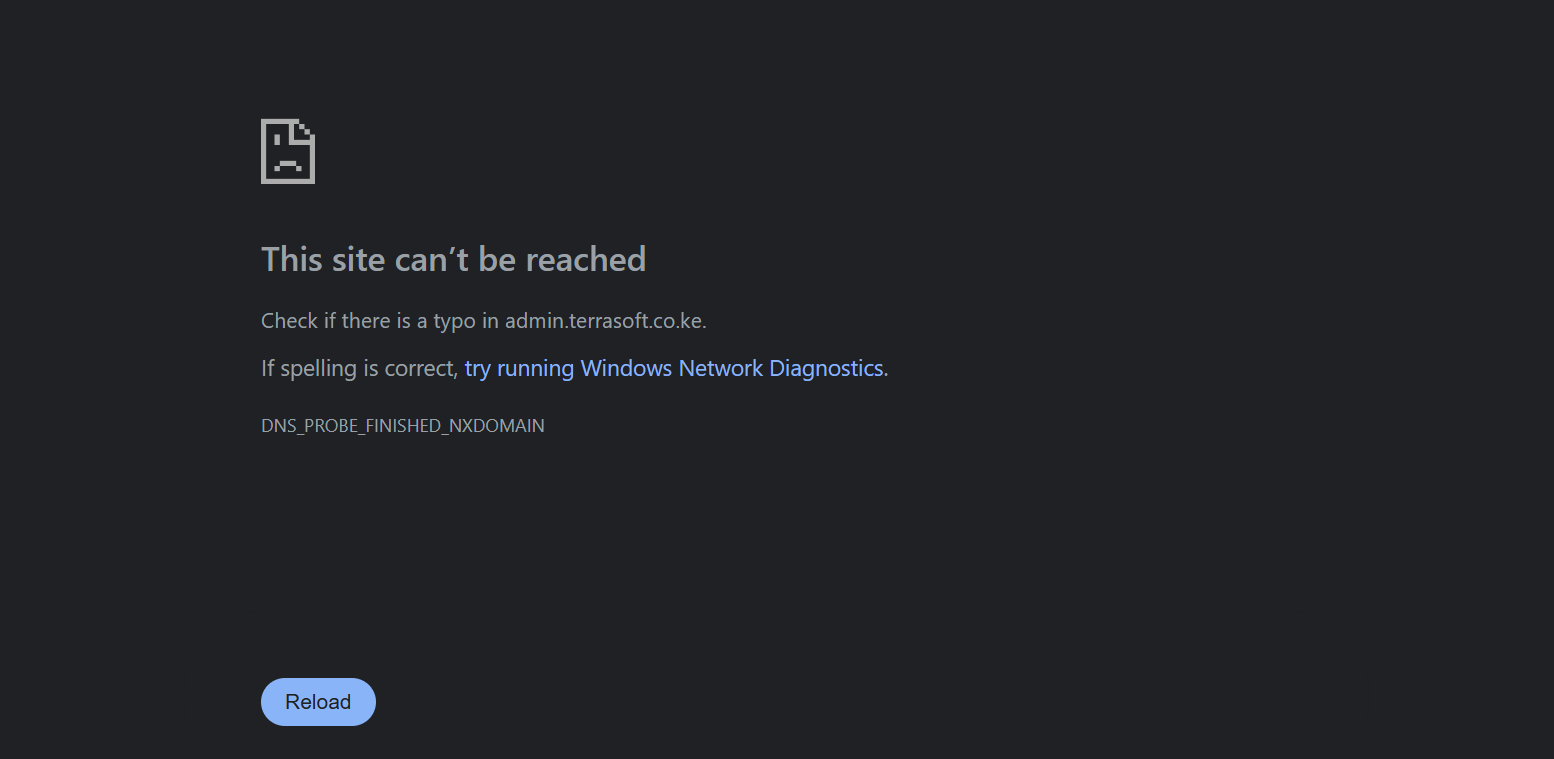 This site can’t be reached
Check if there is a typo in admin.terrasoft.co.ke.
If spelling is correct, try running Windows Network Diagnostics.
DNS_PROBE_FINISHED_NXDOMAIN
Reload